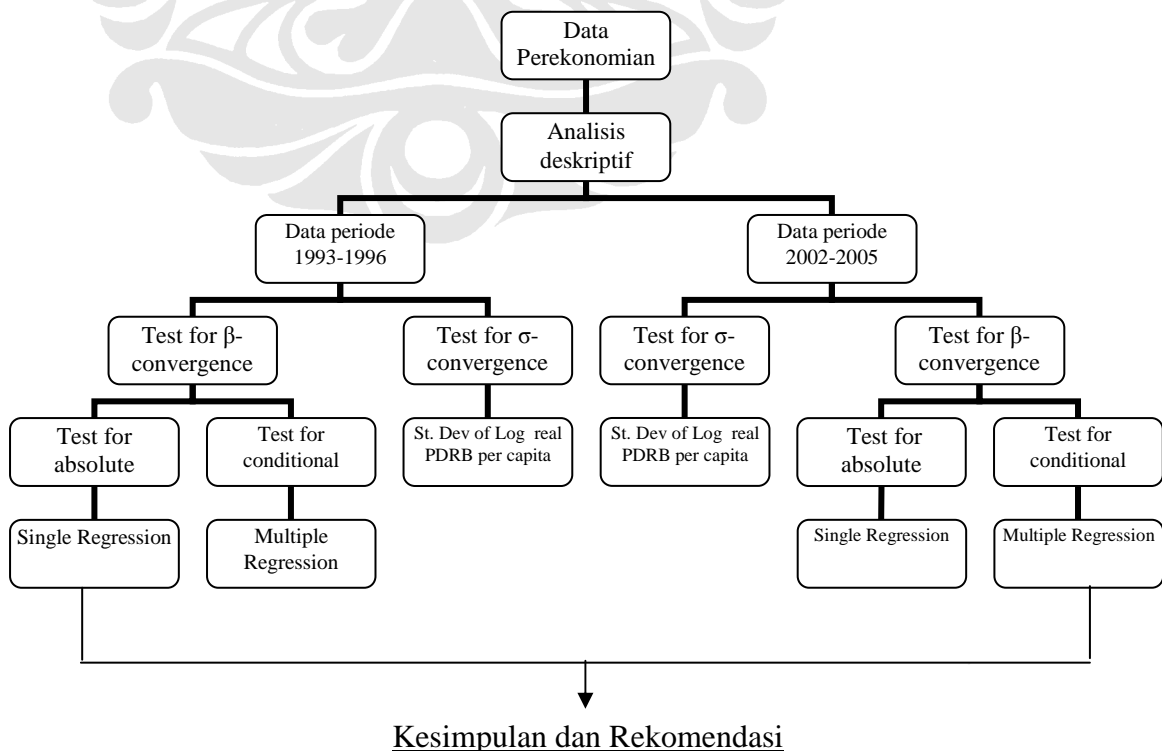 Data
Perekonomian
Analisis
deskriptif
Data periode
1993-1996
Data periode
2002-2005
Test for β-
convergence
Test for σ-
convergence
Test for σ-
convergence
Test for β-
convergence
Test for
absolute
Test for
conditional
St. Dev of Log real
PDRB per capita
St. Dev of Log real
PDRB per capita
Test for
absolute
Test for
conditional
Single Regression
Multiple
Regression
Single Regression
Multiple Regression
Kesimpulan dan Rekomendasi